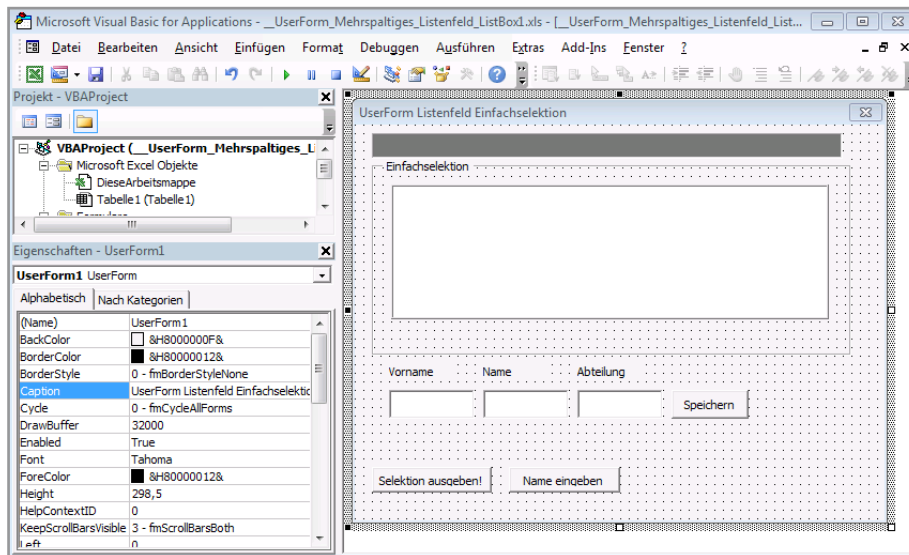 Microsoft Visual Basic for Applications - __UserForm_Mehrspaltiges_Listenfeld_ListBox1.xls - [__UserForm_Mehrspaltiges_Listenfeld_List...
Datei Bearbeiten Ansicht Einfügen Format Debuggen Ausführen Extras Add-Ins Fenster ?
Projekt - VBAProject
VBAProject (__UserForm_Mehrspaltiges_L
Microsoft Excel Objekte
DieseArbeitsmappe
Tabelle1 (Tabelle1)
Eigenschaften - UserForm1
UserForm1 UserForm
Alphabetisch Nach Kategorien
(Name) UserForm1
BackColor &H8000000F&
BorderColor &H80000012&
BorderStyle 0 - fmBorderStyleNone
Caption UserForm Listenfeld Einfachselektio
Cycle 0 - fmCycleAllForms
DrawBuffer 32000
Enabled True
Font Tahoma
ForeColor &H80000012&
Height 298,5
HelpContextID 0
KeepScrollBarsVisible 3 - fmScrollBarsBoth
Left 0
UserForm Listenfeld Einfachselektion
Einfachselektion
Vorname Name Abteilung
Speichern
Selektion ausgeben! Name eingeben